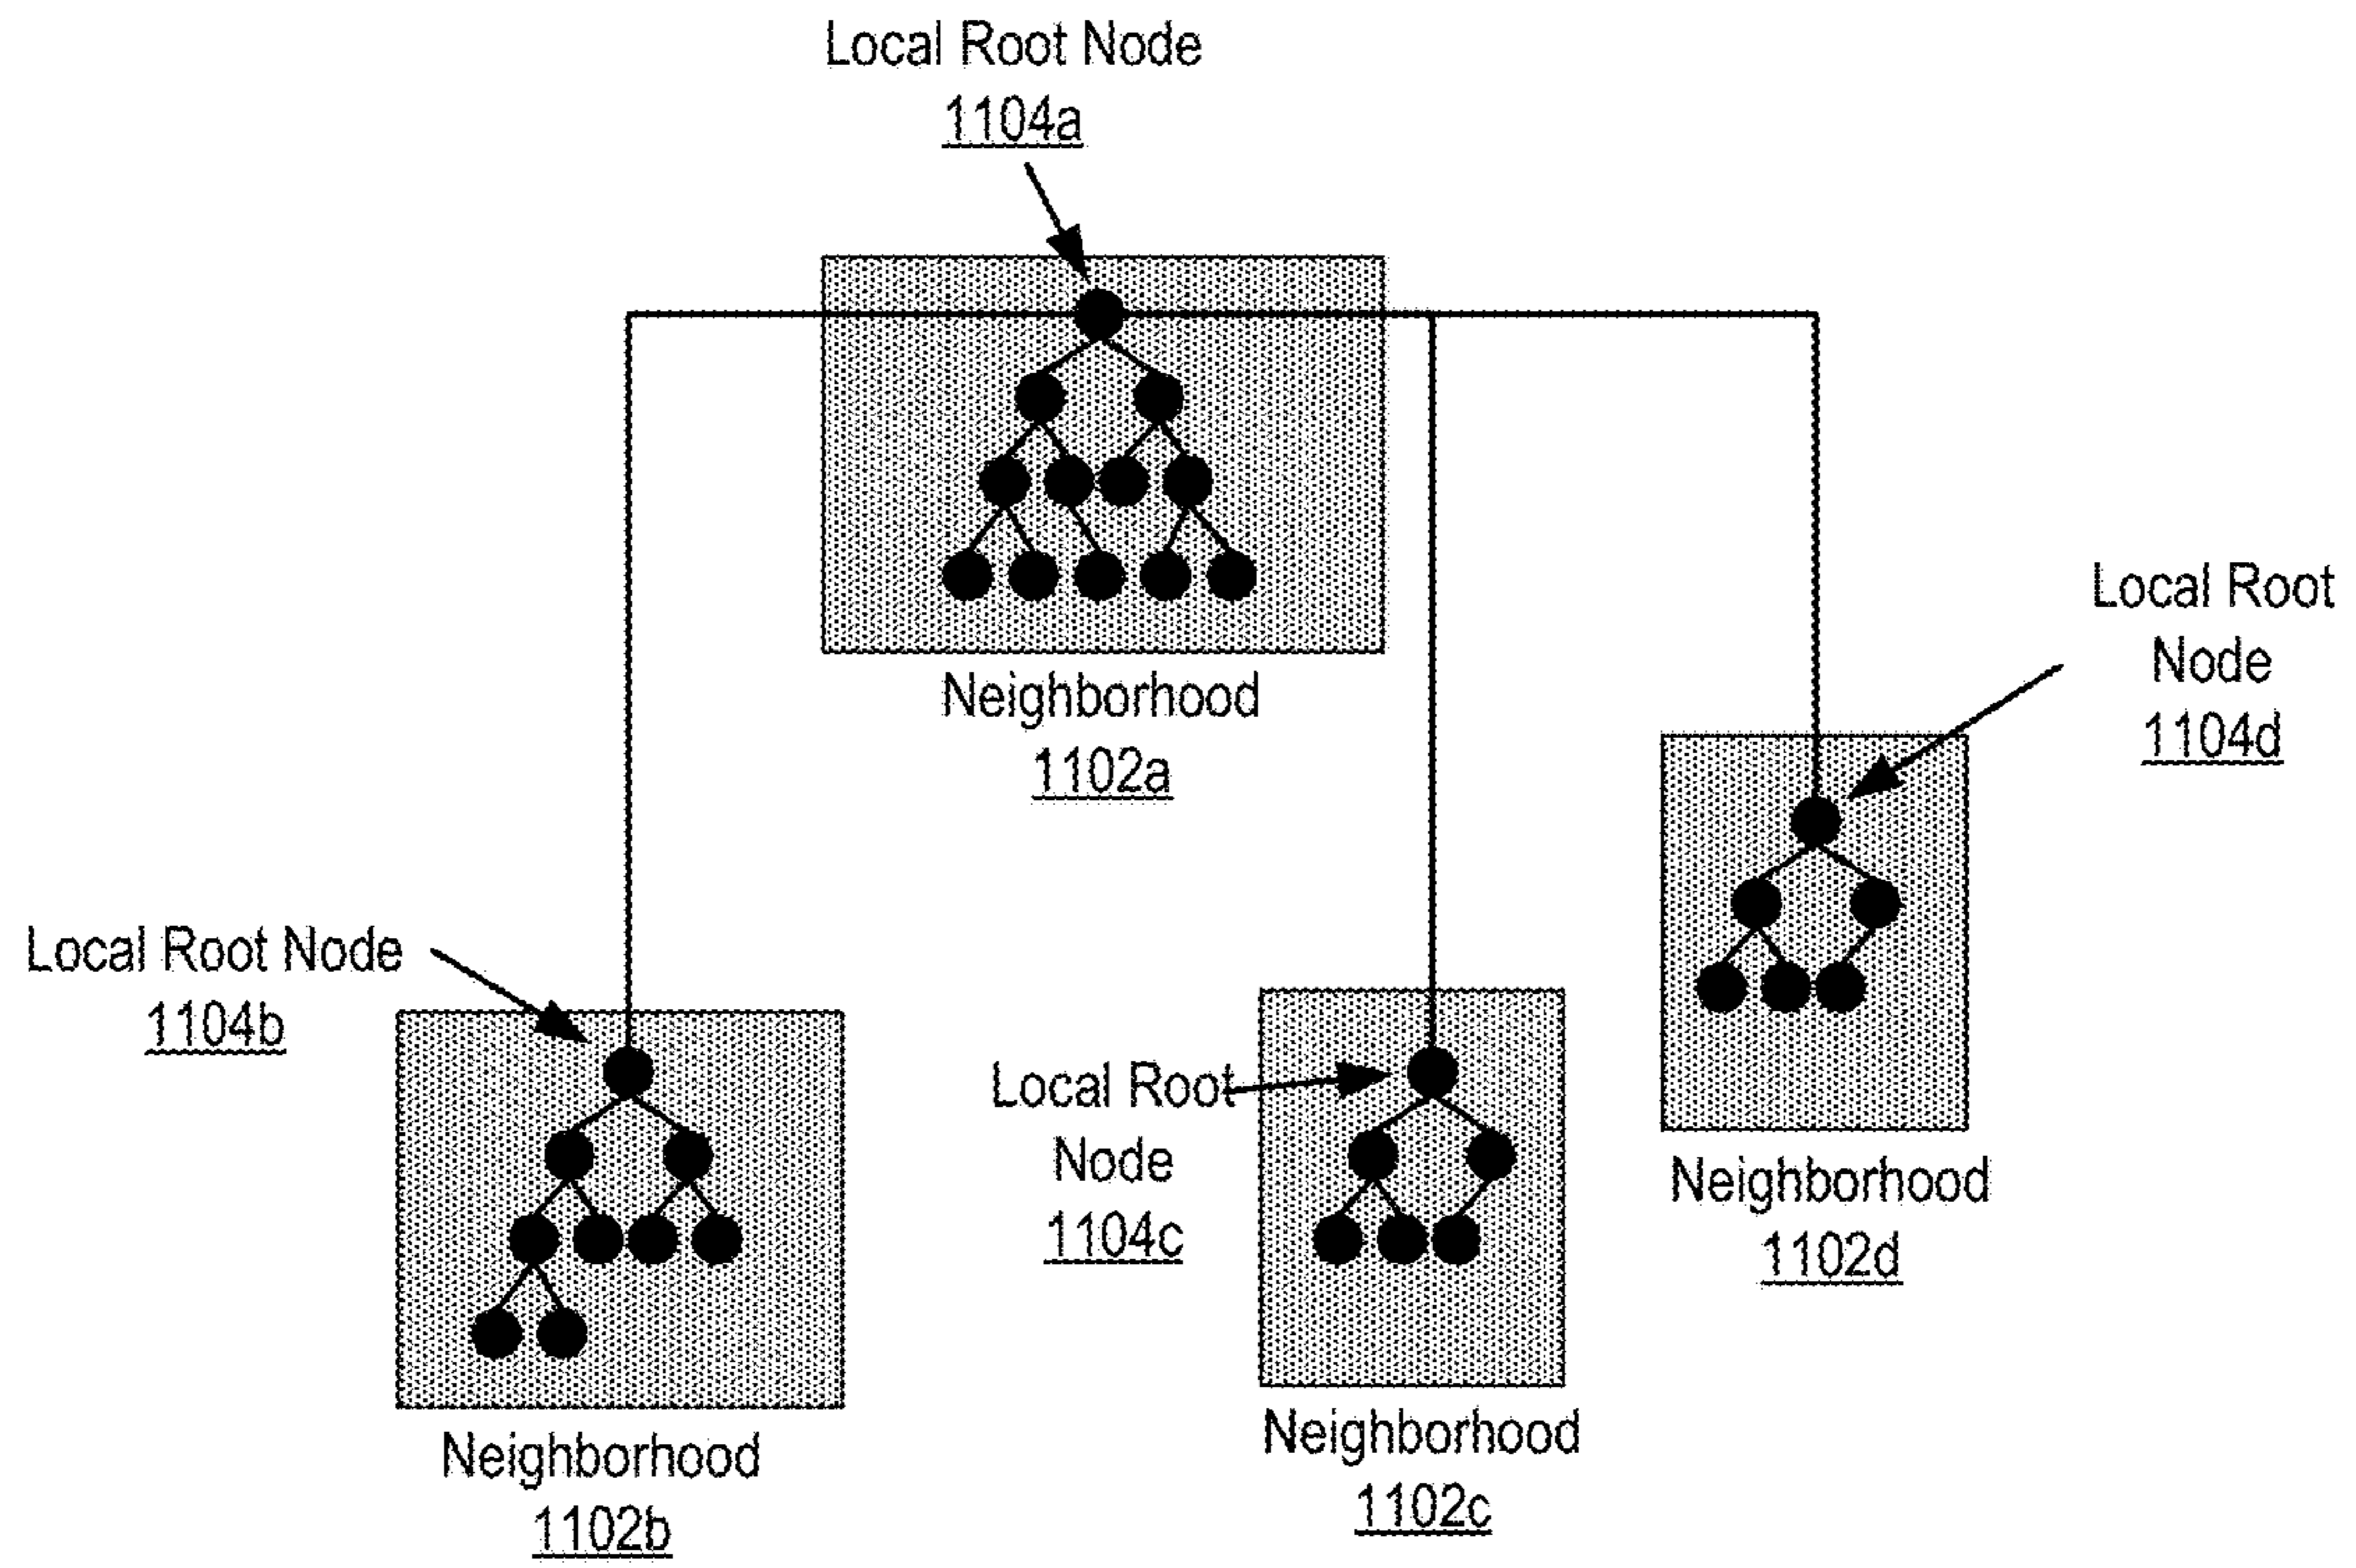 Local Root Node
1104a
Neighborhood
1102a
Local Root
Node
1104d
Local Root Node
1104b
Local Root
Node
1104c
Neighborhood
1102d
Neighborhood
1102b
Neighborhood
1102c